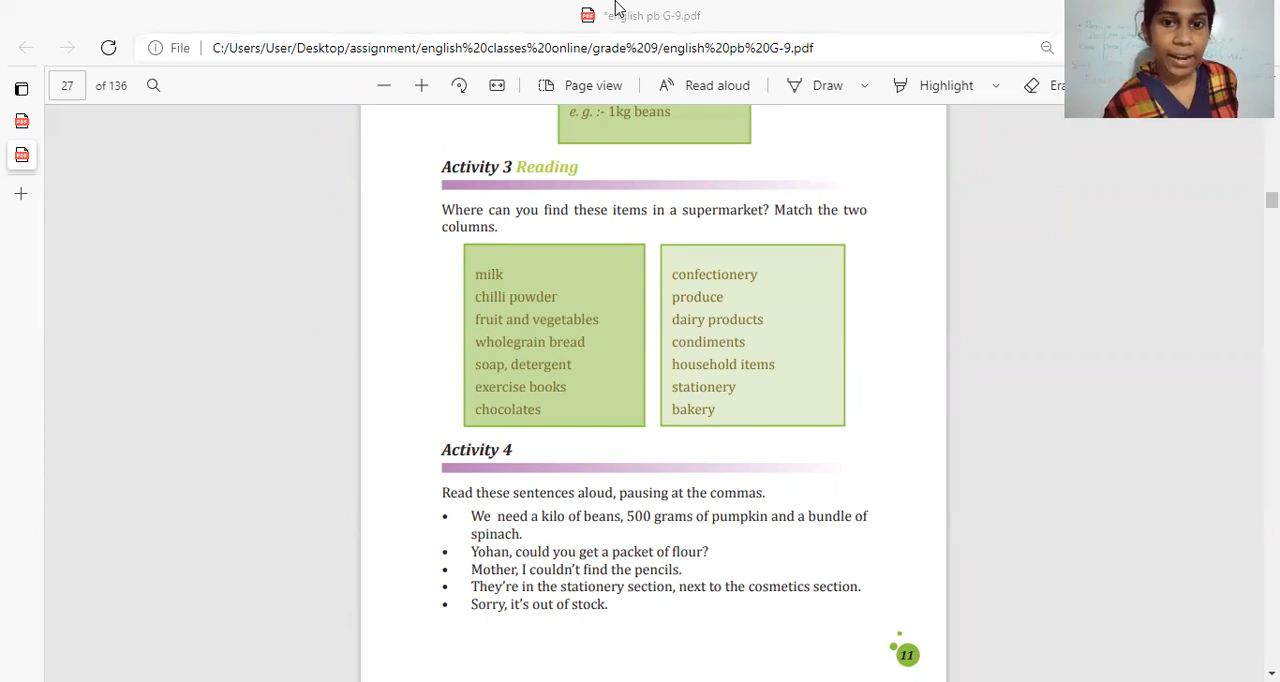 *english pb G-9.pdf
File C:/Users/User/Desktop/assignment/english%20classes%20online/grade%209/english%20pb%20G-9.pdf
27 of 136 Page view Read aloud Draw Highlight
e. g. :- 1kg beans
Activity 3 Reading
Where can you find these items in a supermarket? Match the two
columns.
milk
chilli powder
fruit and vegetables
wholegrain bread
soap, detergent
exercise books
chocolates
confectionery
produce
dairy products
condiments
household items
stationery
bakery
Activity 4
Read these sentences aloud, pausing at the commas.
• We need a kilo of beans, 500 grams of pumpkin and a bundle of
spinach.
• Yohan, could you get a packet of flour?
• Mother, I couldn't find the pencils.
• They're in the stationery section, next to the cosmetics section.
• Sorry, it's out of stock.
11